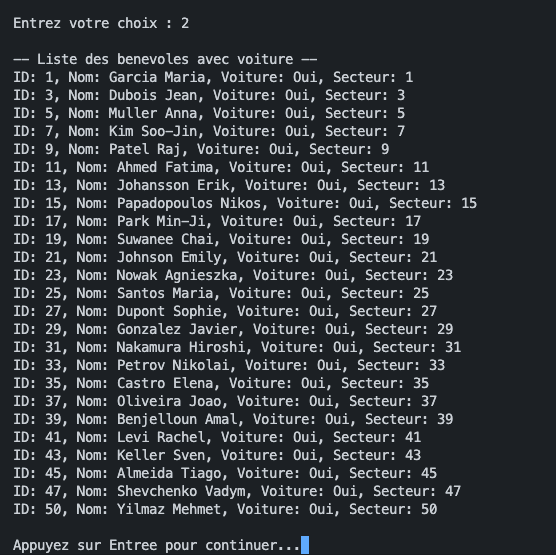 Entrez votre choix : 2
-- Liste des benevoles avec voiture --
ID: 1, Nom: Garcia Maria, Voiture: Oui, Secteur: 1
ID: 3, Nom: Dubois Jean, Voiture: Oui, Secteur: 3
ID: 5, Nom: Muller Anna, Voiture: Oui, Secteur: 5
ID: 7, Nom: Kim Soo-Jin, Voiture: Oui, Secteur: 7
ID: 9, Nom: Patel Raj, Voiture: Oui, Secteur: 9
ID: 11, Nom: Ahmed Fatima, Voiture: Oui, Secteur: 11
ID: 13, Nom: Johansson Erik, Voiture: Oui, Secteur: 13
ID: 15, Nom: Papadopoulos Nikos, Voiture: Oui, Secteur: 15
ID: 17, Nom: Park Min-Ji, Voiture: Oui, Secteur: 17
ID: 19, Nom: Suwanee Chai, Voiture: Oui, Secteur: 19
ID: 21, Nom: Johnson Emily, Voiture: Oui, Secteur: 21
ID: 23, Nom: Nowak Agnieszka, Voiture: Oui, Secteur: 23
ID: 25, Nom: Santos Maria, Voiture: Oui, Secteur: 25
ID: 27, Nom: Dupont Sophie, Voiture: Oui, Secteur: 27
ID: 29, Nom: Gonzalez Javier, Voiture: Oui, Secteur: 29
ID: 31, Nom: Nakamura Hiroshi, Voiture: Oui, Secteur: 31
ID: 33, Nom: Petrov Nikolai, Voiture: Oui, Secteur: 33
ID: 35, Nom: Castro Elena, Voiture: Oui, Secteur: 35
ID: 37, Nom: Oliveira Joao, Voiture: Oui, Secteur: 37
ID: 39, Nom: Benjelloun Amal, Voiture: Oui, Secteur: 39
ID: 41, Nom: Levi Rachel, Voiture: Oui, Secteur: 41
ID: 43, Nom: Keller Sven, Voiture: Oui, Secteur: 43
ID: 45, Nom: Almeida Tiago, Voiture: Oui, Secteur: 45
ID: 47, Nom: Shevchenko Vadym, Voiture: Oui, Secteur: 47
ID: 50, Nom: Yilmaz Mehmet, Voiture: Oui, Secteur: 50
Appuyez sur Entree pour continuer...